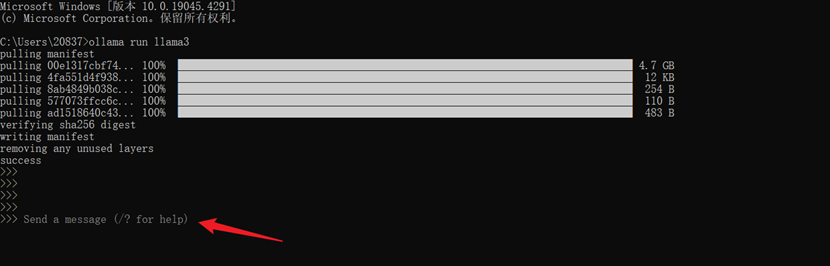 Microsoft Windows [版本 10.0.19045.4291]
(c) Microsoft Corporation。保留所有权利。
C:\Users\20837>ollama run llama3
pulling manifest
pulling 00e1317cbf74... 100% 4.7 GB
pulling 4fa551d4f938... 100% 12 KB
pulling 8ab4849b038c... 100% 254 B
pulling 577073ffcc6c... 100% 110 B
pulling ad1518640c43... 100% 483 B
verifying sha256 digest
writing manifest
removing any unused layers
success
>>>
>>>
>>>
>>>
>>> Send a message (/? for help)